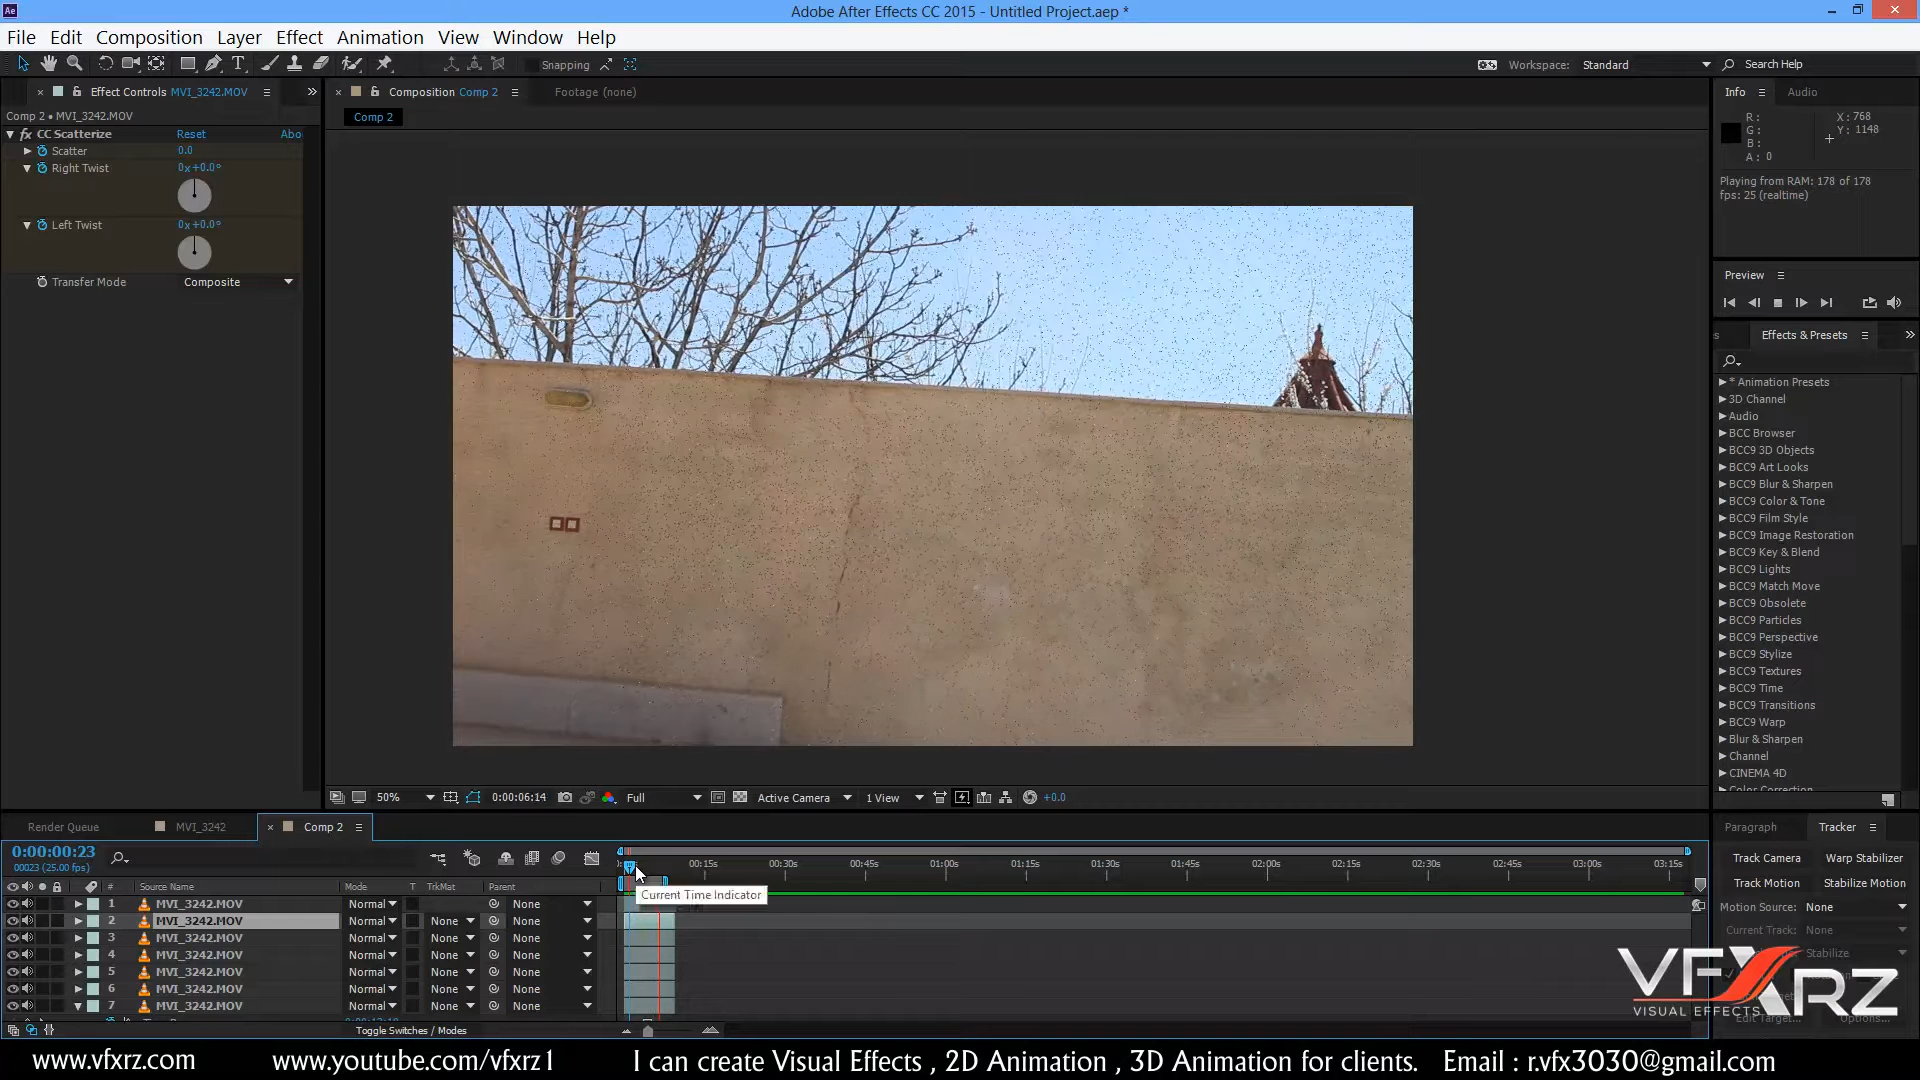 Ae
Adobe After Effects CC 2015 - Untitled Project.aep *
File Edit Composition Layer Effect Animation View Window Help
Snapping
Workspace: Standard
Search Help
Effect Controls MVI_3242.MOV
Comp 2 • MVI_3242.MOV
fx CC Scatterize Reset Abo
Scatter 0.0
Right Twist 0x+0.0°
Left Twist 0x+0.0°
Transfer Mode Composite
Composition Comp 2
Footage (none)
Comp 2
50% 0:00:06:14 Full Active Camera 1 View +0.0
Info Audio
R: X: 768
G: Y: 1148
B:
A: 0
Playing from RAM: 178 of 178
fps: 25 (realtime)
Preview
Effects & Presets
* Animation Presets
3D Channel
Audio
BCC Browser
BCC9 3D Objects
BCC9 Art Looks
BCC9 Blur & Sharpen
BCC9 Color & Tone
BCC9 Film Style
BCC9 Image Restoration
BCC9 Key & Blend
BCC9 Lights
BCC9 Match Move
BCC9 Obsolete
BCC9 Particles
BCC9 Perspective
BCC9 Stylize
BCC9 Textures
BCC9 Time
BCC9 Transitions
BCC9 Warp
Blur & Sharpen
Channel
CINEMA 4D
Color Correction
Render Queue MVI_3242 Comp 2
0:00:00:23
00023 (25.00 fps)
00:15s 00:30s 00:45s 01:00s 01:15s 01:30s 01:45s 02:00s 02:15s 02:30s 02:45s 03:00s 03:15s
# Source Name Mode T TrkMat Parent
Current Time Indicator
1 MVI_3242.MOV Normal None
2 MVI_3242.MOV Normal None None
3 MVI_3242.MOV Normal None None
4 MVI_3242.MOV Normal None None
5 MVI_3242.MOV Normal None None
6 MVI_3242.MOV Normal None None
7 MVI_3242.MOV Normal None None
Toggle Switches / Modes
Paragraph Tracker
Track Camera Warp Stabilizer
Track Motion Stabilize Motion
Motion Source: None
Current Track: None
Stabilize
Edit Target... Options...
VFXRZ
VISUAL EFFECTS
www.vfxrz.com www.youtube.com/vfxrz1 I can create Visual Effects , 2D Animation , 3D Animation for clients. Email : r.vfx3030@gmail.com